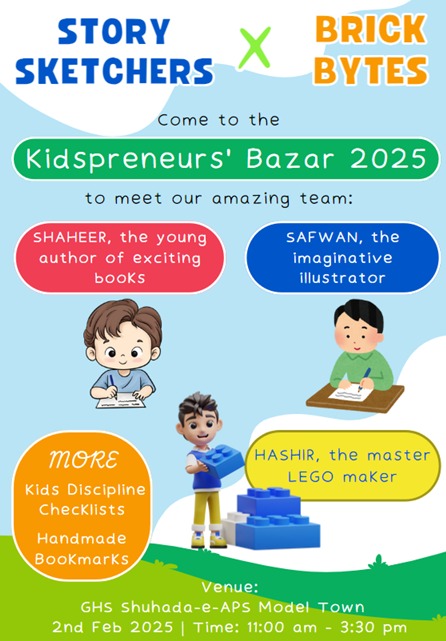 STORY
SKETCHERS
X
BRICK
BYTES
Come to the
Kidspreneurs' Bazar 2025
to meet our amazing team:
SHAHEER, the young
author of exciting
books
SAFWAN, the
imaginative
illustrator
MORE
Kids Discipline
Checklists
Handmade
Bookmarks
HASHIR, the master
LEGO maker
Venue:
GHS Shuhada-e-APS Model Town
2nd Feb 2025 | Time: 11:00 am - 3:30 pm